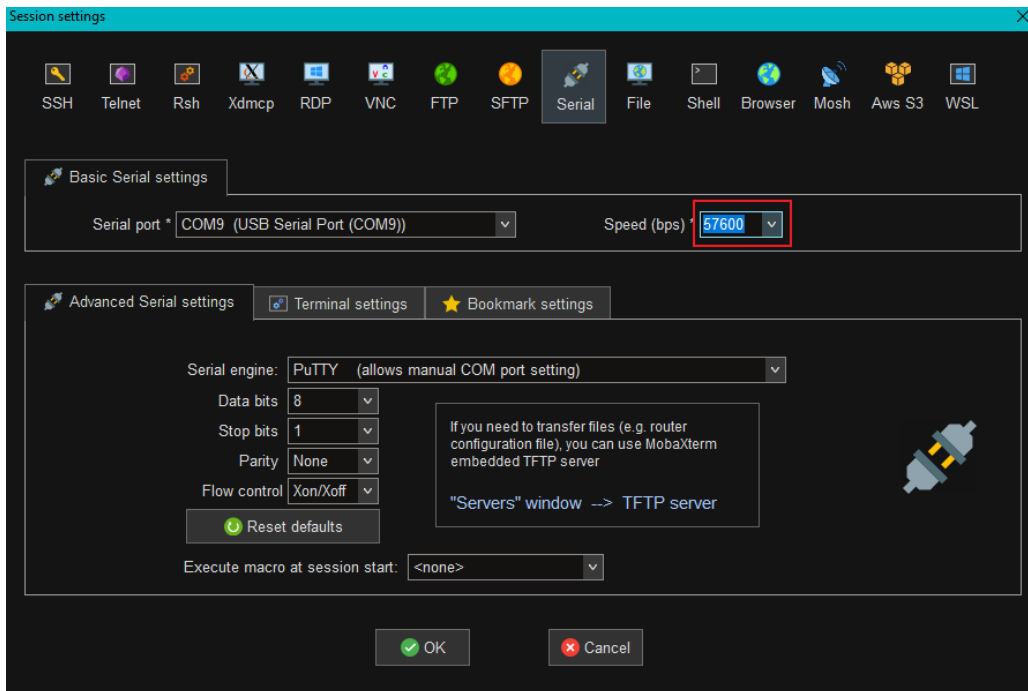 Session settings
SSH Telnet Rsh Xdmcp RDP VNC FTP SFTP Serial File Shell Browser Mosh Aws S3 WSL
Basic Serial settings
Serial port * COM9 (USB Serial Port (COM9)) Speed (bps) * 57600
Advanced Serial settings Terminal settings Bookmark settings
Serial engine: PuTTY (allows manual COM port setting)
Data bits 8
Stop bits 1
Parity None
Flow control Xon/Xoff
Reset defaults
If you need to transfer files (e.g. router
configuration file), you can use MobaXterm
embedded TFTP server
"Servers" window --> TFTP server
Execute macro at session start: <none>
OK Cancel